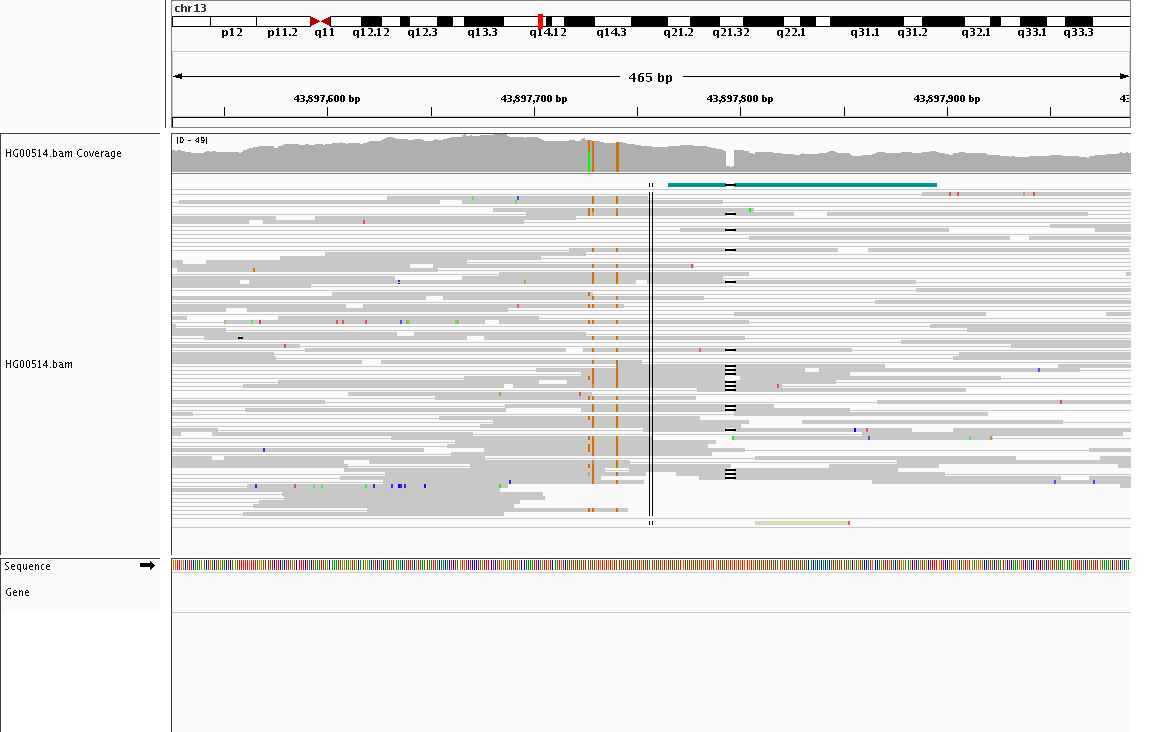 chr13
p12 p11.2 q11 q12.12 q12.3 q13.3 q14.12 q14.3 q21.2 q21.32 q22.1 q31.1 q31.2 q32.1 q33.1 q33.3
465 bp
43,897,600 bp 43,897,700 bp 43,897,800 bp 43,897,900 bp 43
[0 - 49]
HG00514.bam Coverage
HG00514.bam
Sequence
Gene